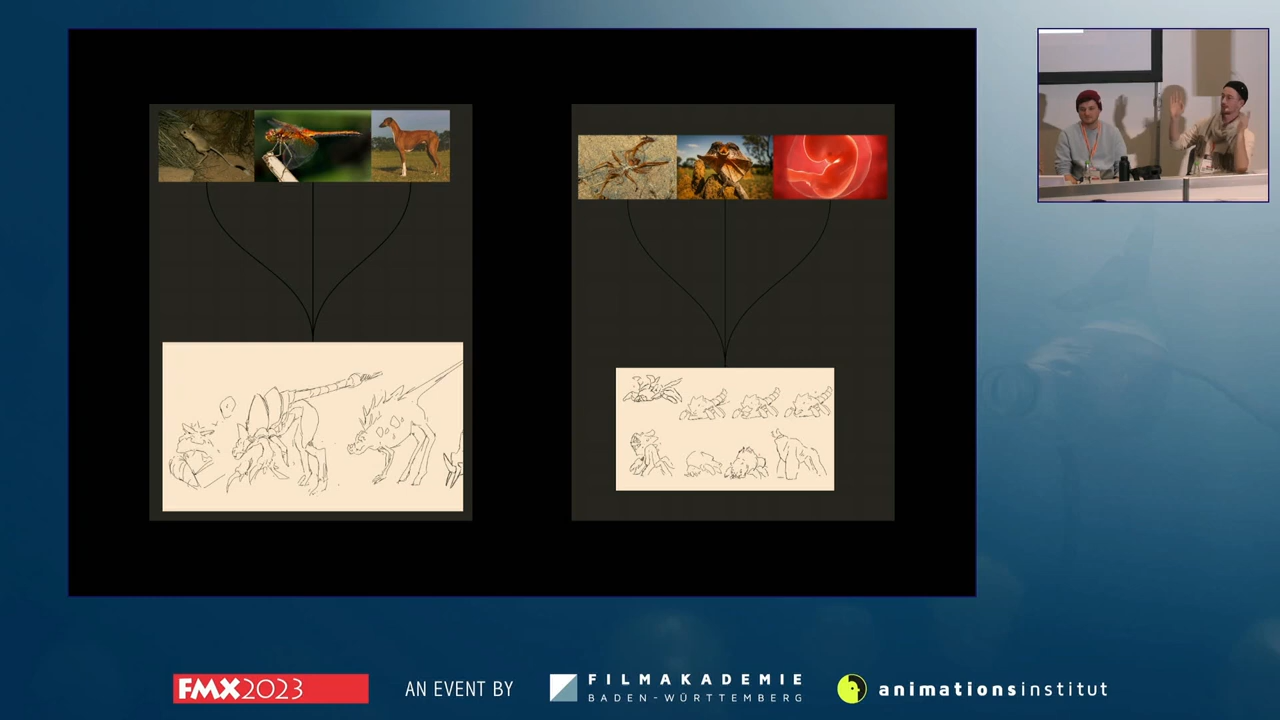 FMX2023
AN EVENT BY
FILMAKADEMIE
BADEN-WÜRTTEMBERG
animationsinstitut